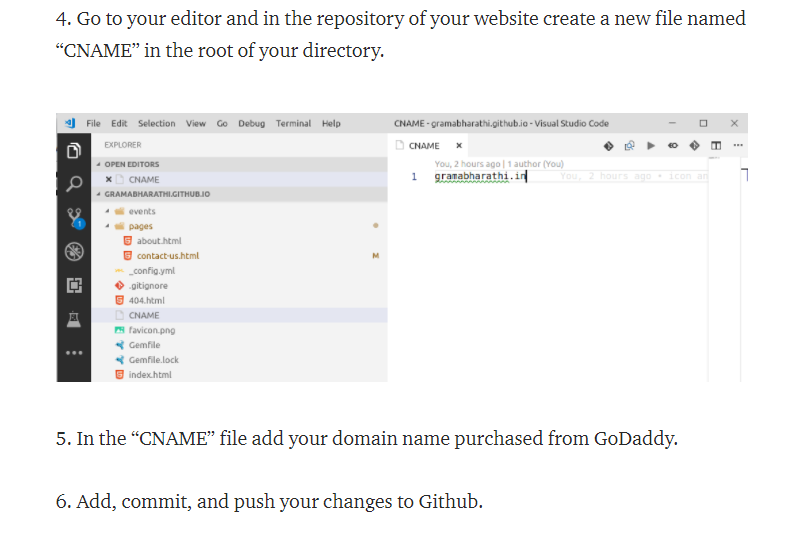 4. Go to your editor and in the repository of your website create a new file named
“CNAME” in the root of your directory.
File Edit Selection View Go Debug Terminal Help CNAME - gramabharathi.github.io - Visual Studio Code
EXPLORER
OPEN EDITORS
CNAME
GRAMABHARATHI.GITHUB.IO
events
pages
about.html
contact-us.html M
_config.yml
.gitignore
404.html
CNAME
favicon.png
Gemfile
Gemfile.lock
index.html
1
CNAME
You, 2 hours ago | 1 author (You)
1 gramabharathi.in You, 2 hours ago • icon an
5. In the “CNAME” file add your domain name purchased from GoDaddy.
6. Add, commit, and push your changes to Github.